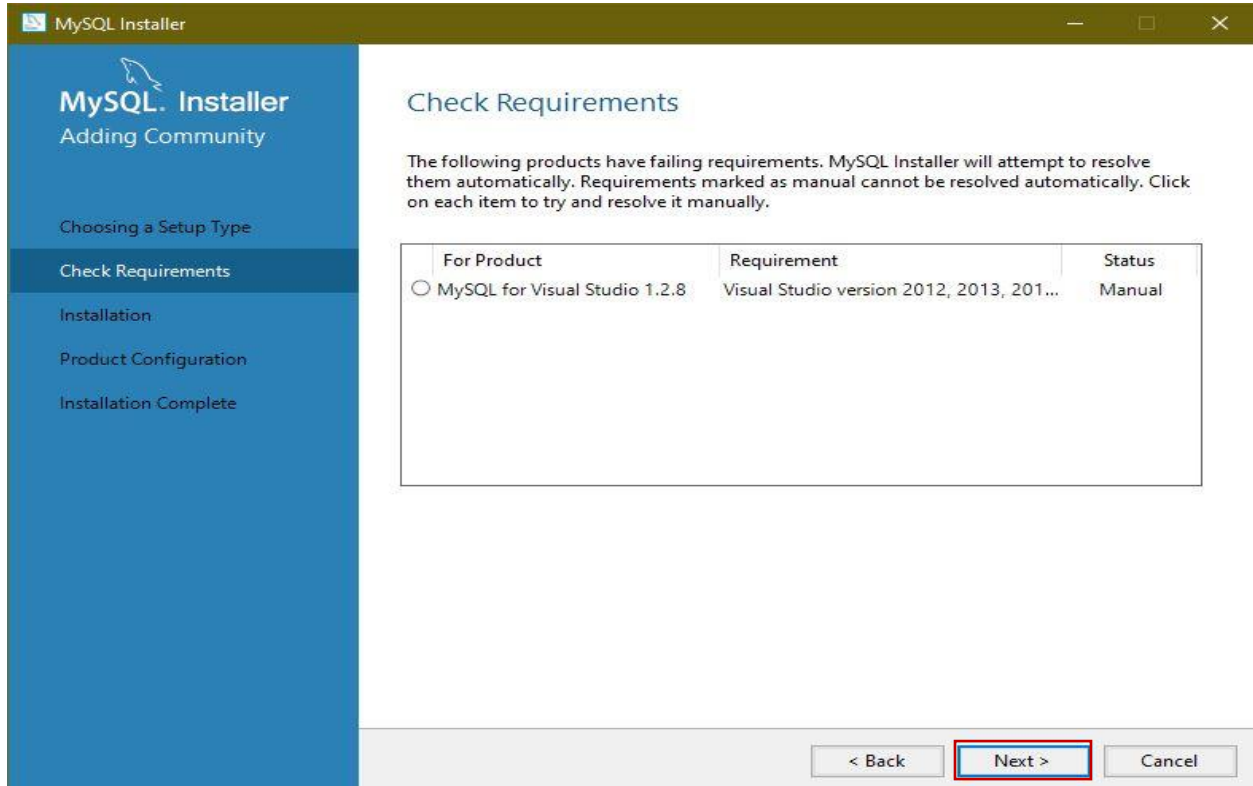 MySQL Installer
MySQL. Installer
Adding Community
Choosing a Setup Type
Check Requirements
Installation
Product Configuration
Installation Complete
Check Requirements
The following products have failing requirements. MySQL Installer will attempt to resolve
them automatically. Requirements marked as manual cannot be resolved automatically. Click
on each item to try and resolve it manually.
For Product Requirement Status
MySQL for Visual Studio 1.2.8 Visual Studio version 2012, 2013, 201... Manual
< Back Next > Cancel